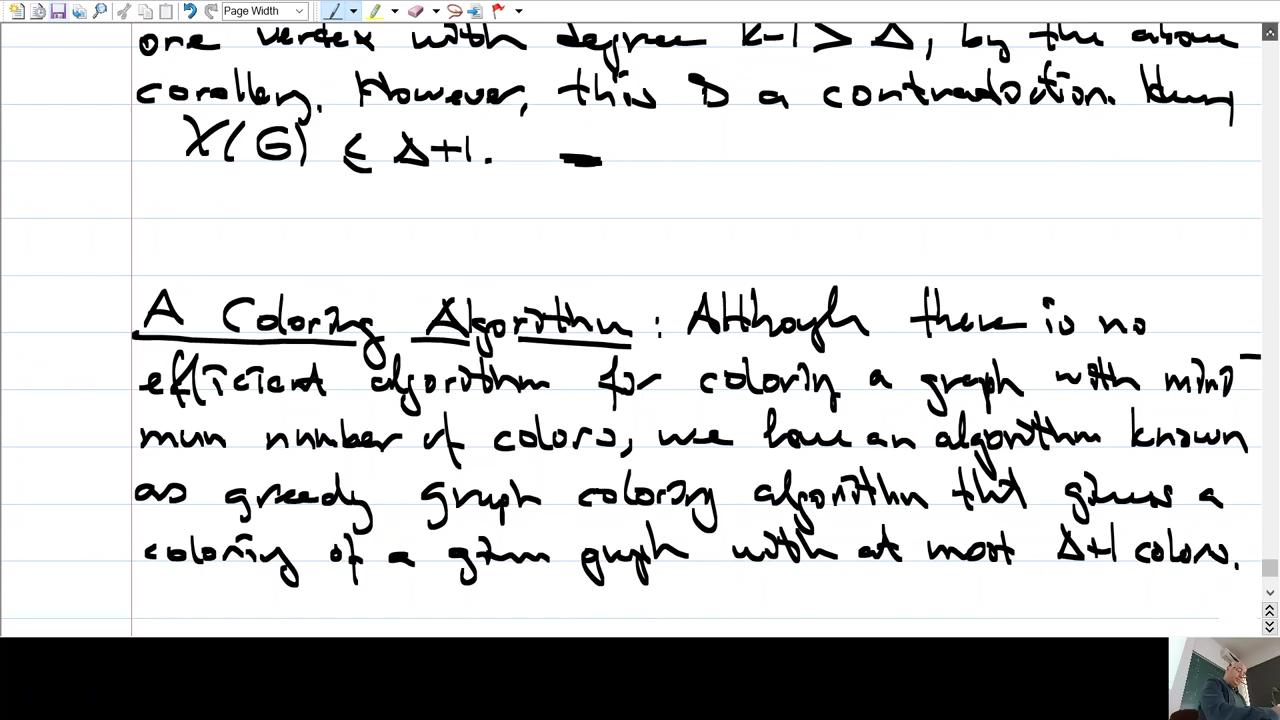 Page Width
one vertex with degree k-1 > Δ, by the above
corollary. However, this is a contradiction. Hence
χ(G) ≤ Δ+1.
A Coloring Algorithm : Although there is no
efficient algorithm for coloring a graph with mini-
mum number of colors, we have an algorithm known
as greedy graph coloring algorithm that gives a
coloring of a given graph with at most Δ+1 colors.